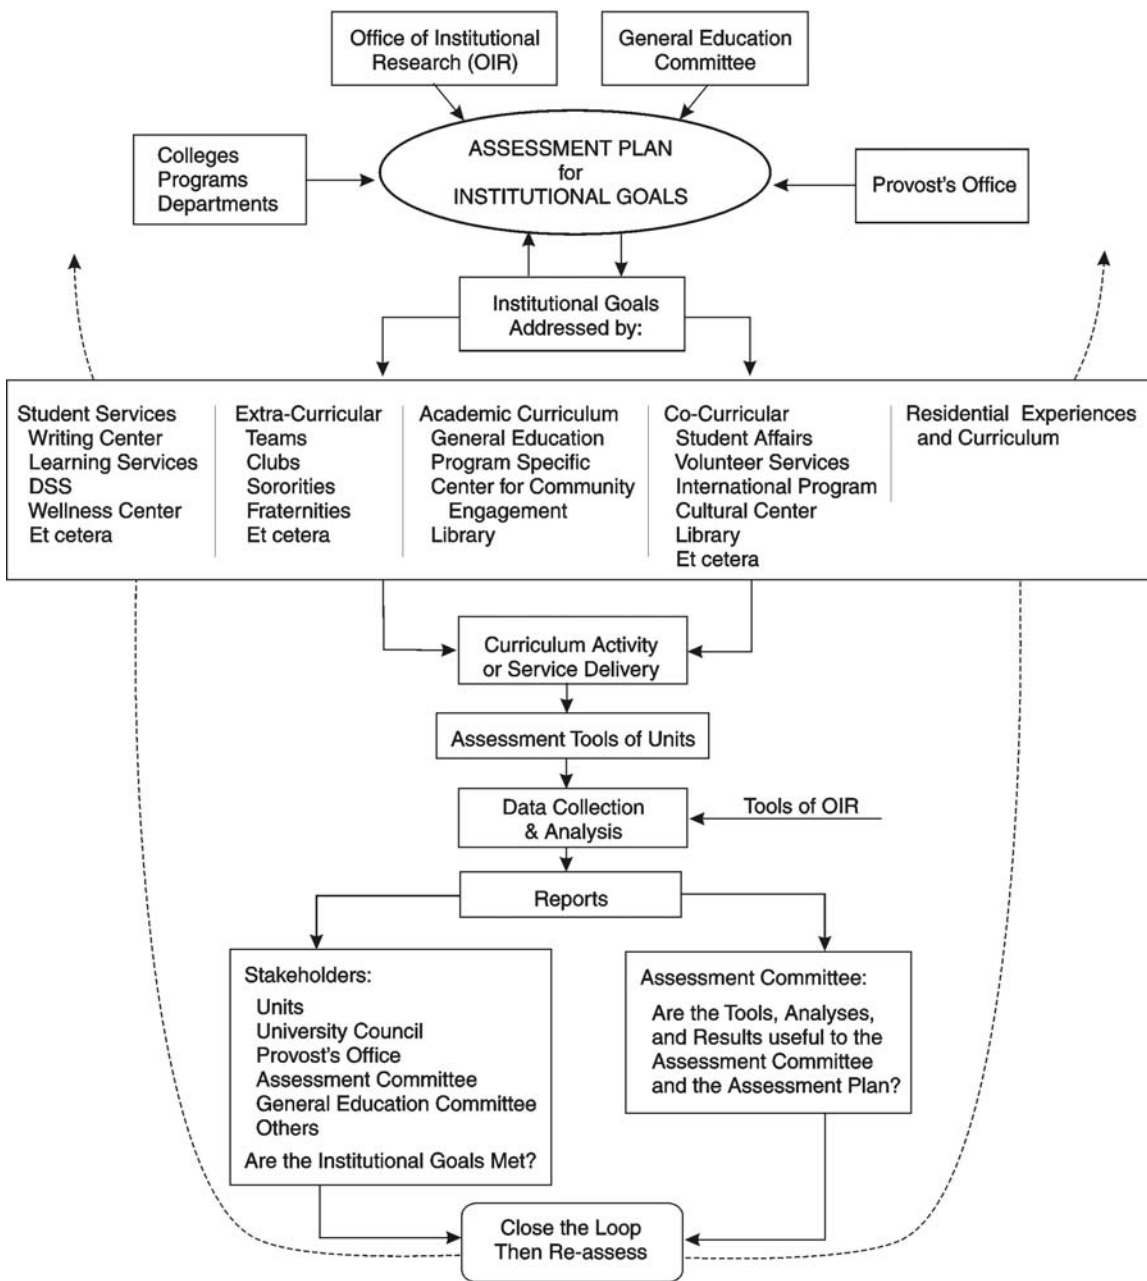 Office of Institutional
Research (OIR)
General Education
Committee
Colleges
Programs
Departments
ASSESSMENT PLAN
for
INSTITUTIONAL GOALS
Provost's Office
Institutional Goals
Addressed by:
Student Services
Writing Center
Learning Services
DSS
Wellness Center
Et cetera
Extra-Curricular
Teams
Clubs
Sororities
Fraternities
Et cetera
Academic Curriculum
General Education
Program Specific
Center for Community
Engagement
Library
Co-Curricular
Student Affairs
Volunteer Services
International Program
Cultural Center
Library
Et cetera
Residential Experiences
and Curriculum
Curriculum Activity
or Service Delivery
Assessment Tools of Units
Data Collection
& Analysis
Tools of OIR
Reports
Stakeholders:
Units
University Council
Provost's Office
Assessment Committee
General Education Committee
Others
Are the Institutional Goals Met?
Assessment Committee:
Are the Tools, Analyses,
and Results useful to the
Assessment Committee
and the Assessment Plan?
Close the Loop
Then Re-assess